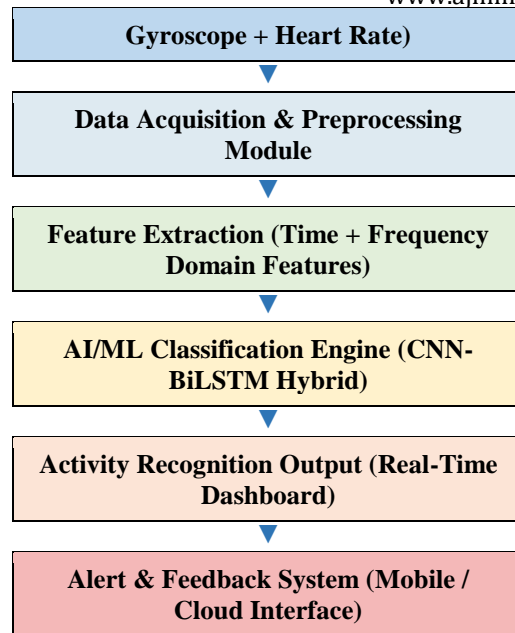 Gyroscope + Heart Rate)
Data Acquisition & Preprocessing
Module
Feature Extraction (Time + Frequency
Domain Features)
AI/ML Classification Engine (CNN-
BiLSTM Hybrid)
Activity Recognition Output (Real-Time
Dashboard)
Alert & Feedback System (Mobile /
Cloud Interface)